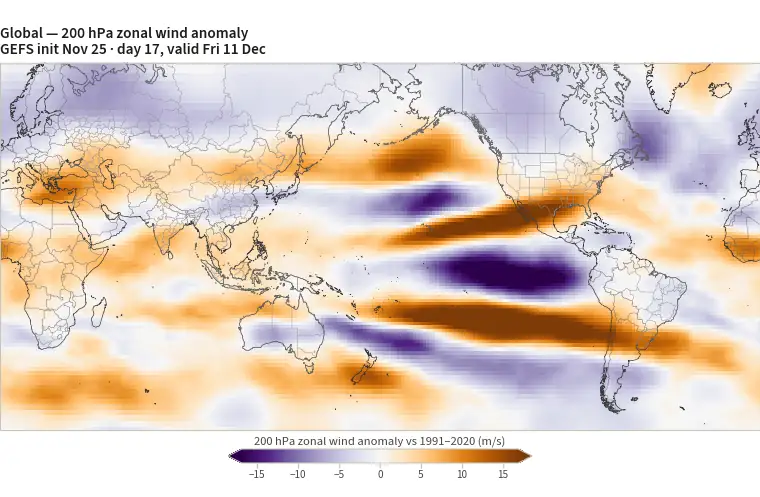 Global — 200 hPa zonal wind anomaly
GEFS init Nov 25 · day 17, valid Fri 11 Dec
200 hPa zonal wind anomaly vs 1991–2020 (m/s)
−15 −10 −5 0 5 10 15